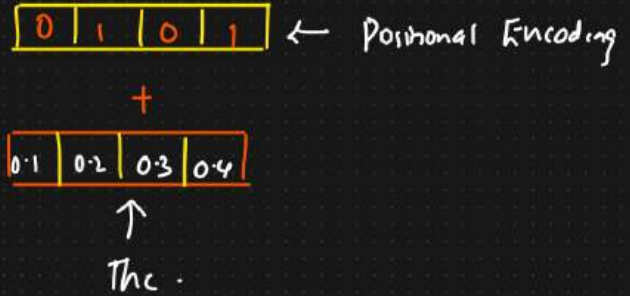 0 1 0 1 ← Positional Encoding
+
0.1 0.2 0.3 0.4
↑
The .